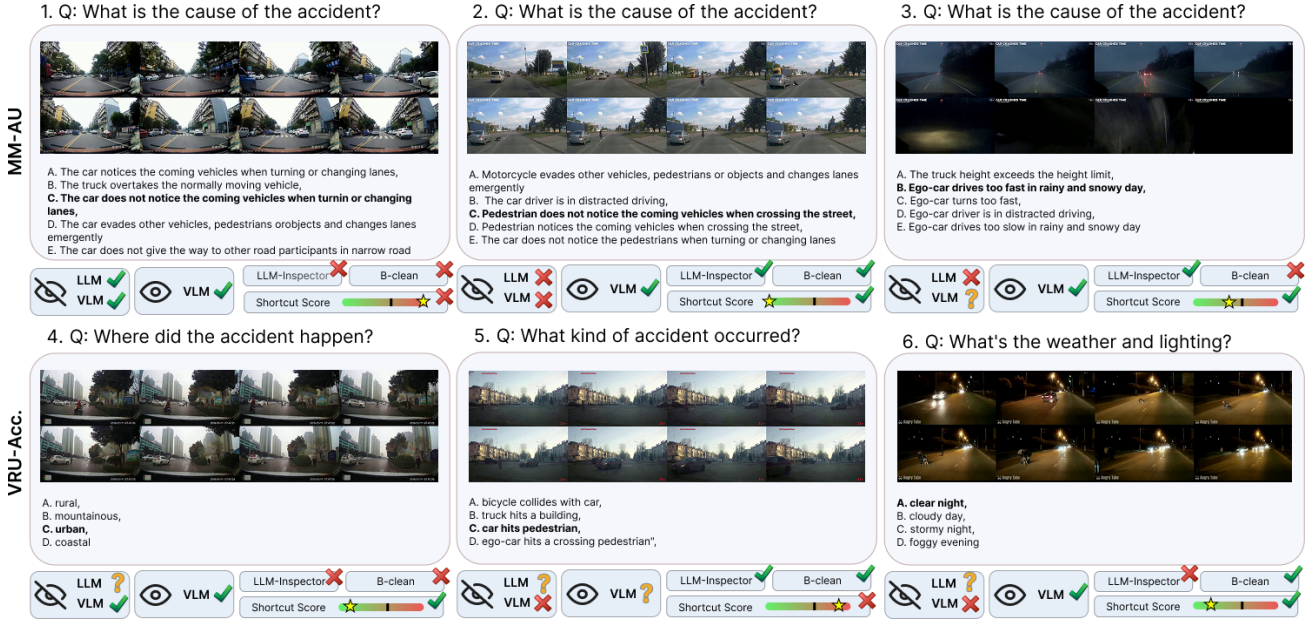 MM-AU
1. Q: What is the cause of the accident?
A. The car notices the coming vehicles when turning or changing lanes,
B. The truck overtakes the normally moving vehicle,
C. The car does not notice the coming vehicles when turnin or changing
lanes,
D. The car evades other vehicles, pedestrians orobjects and changes lanes
emergently
E. The car does not give the way to other road participants in narrow road
LLM
VLM
VLM
LLM-Inspector
B-clean
Shortcut Score
2. Q: What is the cause of the accident?
CAR CRASHES TIME
A. Motorcycle evades other vehicles, pedestrians or objects and changes lanes
emergently
B. The car driver is in distracted driving,
C. Pedestrian does not notice the coming vehicles when crossing the street,
D. Pedestrian notices the coming vehicles when crossing the street,
E. The car does not notice the pedestrians when turning or changing lanes
LLM
VLM
VLM
LLM-Inspector
B-clean
Shortcut Score
3. Q: What is the cause of the accident?
CAR CRASHES TIME
A. The truck height exceeds the height limit,
B. Ego-car drives too fast in rainy and snowy day,
C. Ego-car turns too fast,
D. Ego-car driver is in distracted driving,
E. Ego-car drives too slow in rainy and snowy day
LLM
VLM
VLM
LLM-Inspector
B-clean
Shortcut Score
VRU-Acc.
4. Q: Where did the accident happen?
A. rural,
B. mountainous,
C. urban,
D. coastal
LLM
VLM
VLM
LLM-Inspector
B-clean
Shortcut Score
5. Q: What kind of accident occurred?
A. bicycle collides with car,
B. truck hits a building,
C. car hits pedestrian,
D. ego-car hits a crossing pedestrian",
LLM
VLM
VLM
LLM-Inspector
B-clean
Shortcut Score
6. Q: What's the weather and lighting?
A. clear night,
B. cloudy day,
C. stormy night,
D. foggy evening
LLM
VLM
VLM
LLM-Inspector
B-clean
Shortcut Score